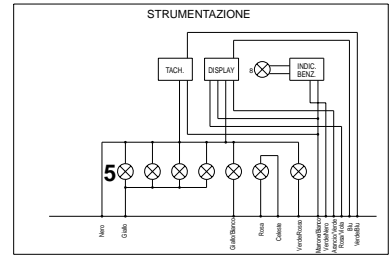 STRUMENTAZIONE
TACH.
DISPLAY
8
INDIC.
BENZ.
5
Nero
Giallo
Giallo/Bianco
Rosa
Celeste
Verde/Rosso
Marrone/Bianco
Verde/Nero
Arancio/Verde
Rosa/Viola
Blu
Verde/Blu